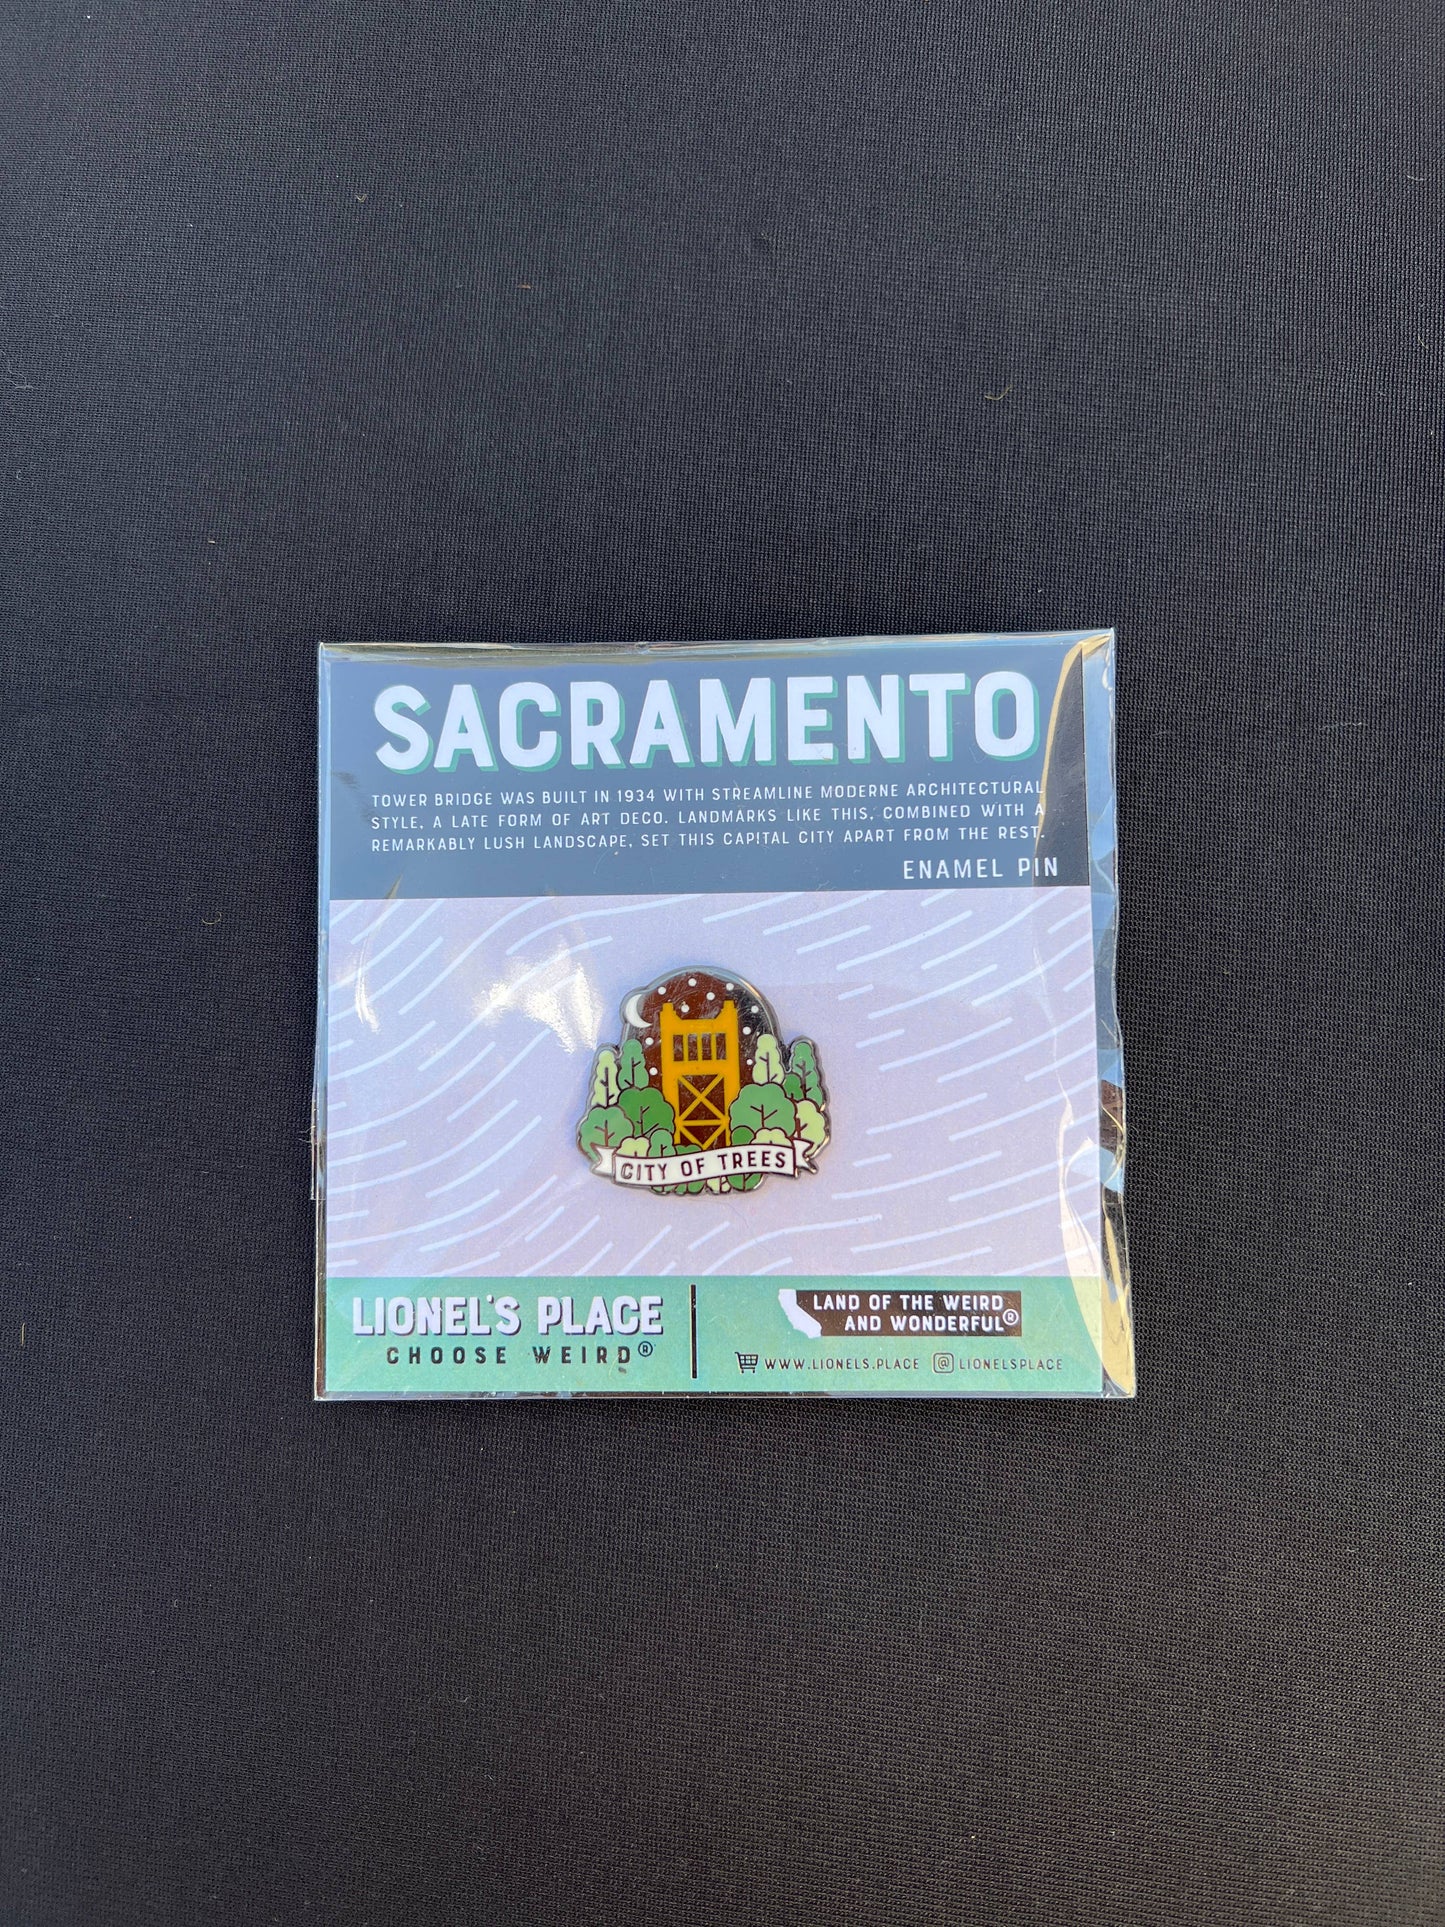 SACRAMENTO
TOWER BRIDGE WAS BUILT IN 1934 WITH STREAMLINE MODERNE ARCHITECTURAL
STYLE, A LATE FORM OF ART DECO. LANDMARKS LIKE THIS, COMBINED WITH A
REMARKABLY LUSH LANDSCAPE, SET THIS CAPITAL CITY APART FROM THE REST.
ENAMEL PIN
CITY OF TREES
LIONEL'S PLACE
CHOOSE WEIRD®
LAND OF THE WEIRD
AND WONDERFUL®
WWW.LIONELS.PLACE @ LIONELSPLACE